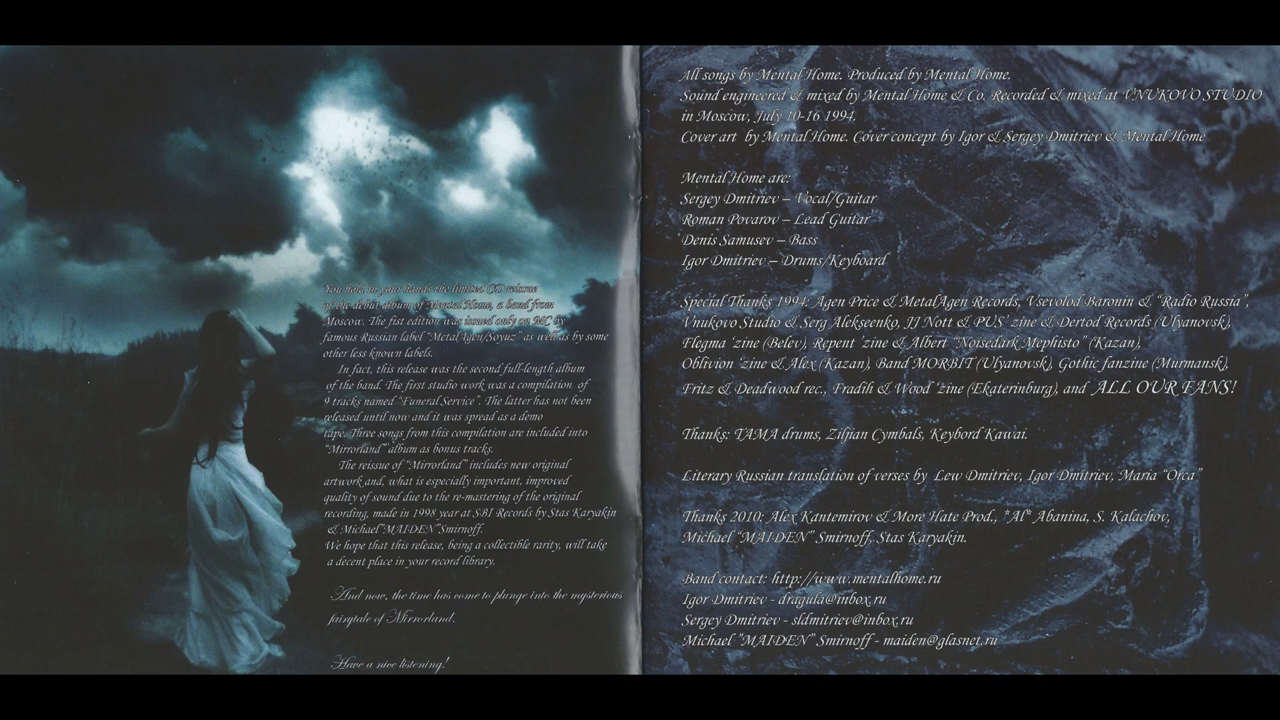 You hold in your hands the limited CD reissue
of the debut album of "Mental Home, a band from
Moscow. The fist edition was issued only on MC by
famous Russian label "MetalAgen/Soyuz" as well as by some
other less known labels.
In fact, this release was the second full-length album
of the band. The first studio work was a compilation of
9 tracks named "Funeral Service". The latter has not been
released until now and it was spread as a demo
tape. Three songs from this compilation are included into
"Mirrorland" album as bonus tracks.
The reissue of "Mirrorland" includes new original
artwork and, what is especially important, improved
quality of sound due to the re-mastering of the original
recording, made in 1998 year at SBI Records by Stas Karyakin
& Michael "MAIDEN" Smirnoff.
We hope that this release, being a collectible rarity, will take
a decent place in your record library.
And now, the time has come to plunge into the mysterious
fairytale of Mirrorland.
Have a nice listening!
All songs by Mental Home. Produced by Mental Home.
Sound engineered & mixed by Mental Home & Co. Recorded & mixed at VNUKOVO STUDIO
in Moscow, July 10-16 1994.
Cover art by Mental Home. Cover concept by Igor & Sergey Dmitriev & Mental Home
Mental Home are:
Sergey Dmitriev – Vocal/Guitar
Roman Povarov – Lead Guitar
Denis Samusev – Bass
Igor Dmitriev – Drums/Keyboard
Special Thanks 1994: Agen Price & MetalAgen Records, Vsevolod Baronin & "Radio Russia",
Vnukovo Studio & Serg Alekseenko, JJ Nott & PUS' zine & Dertod Records (Ulyanovsk),
Flegma 'zine (Belev), Repent 'zine & Albert "Noisedark Mephisto" (Kazan),
Oblivion 'zine & Alex (Kazan), Band MORBIT (Ulyanovsk), Gothic fanzine (Murmansk),
Fritz & Deadwood rec., Fradih & Wood 'zine (Ekaterinburg), and ALL OUR FANS!
Thanks: TAMA drums, Ziljian Cymbals, Keybord Kawai.
Literary Russian translation of verses by Lew Dmitriev, Igor Dmitriev, Maria "Orca"
Thanks 2010: Alex Kantemirov & More Hate Prod., *Al* Abanina, S. Kalachov,
Michael "MAIDEN" Smirnoff, Stas Karyakin.
Band contact: http://www.mentalhome.ru
Igor Dmitriev - dragula@inbox.ru
Sergey Dmitriev - sldmitriev@inbox.ru
Michael "MAIDEN" Smirnoff - maiden@glasnet.ru